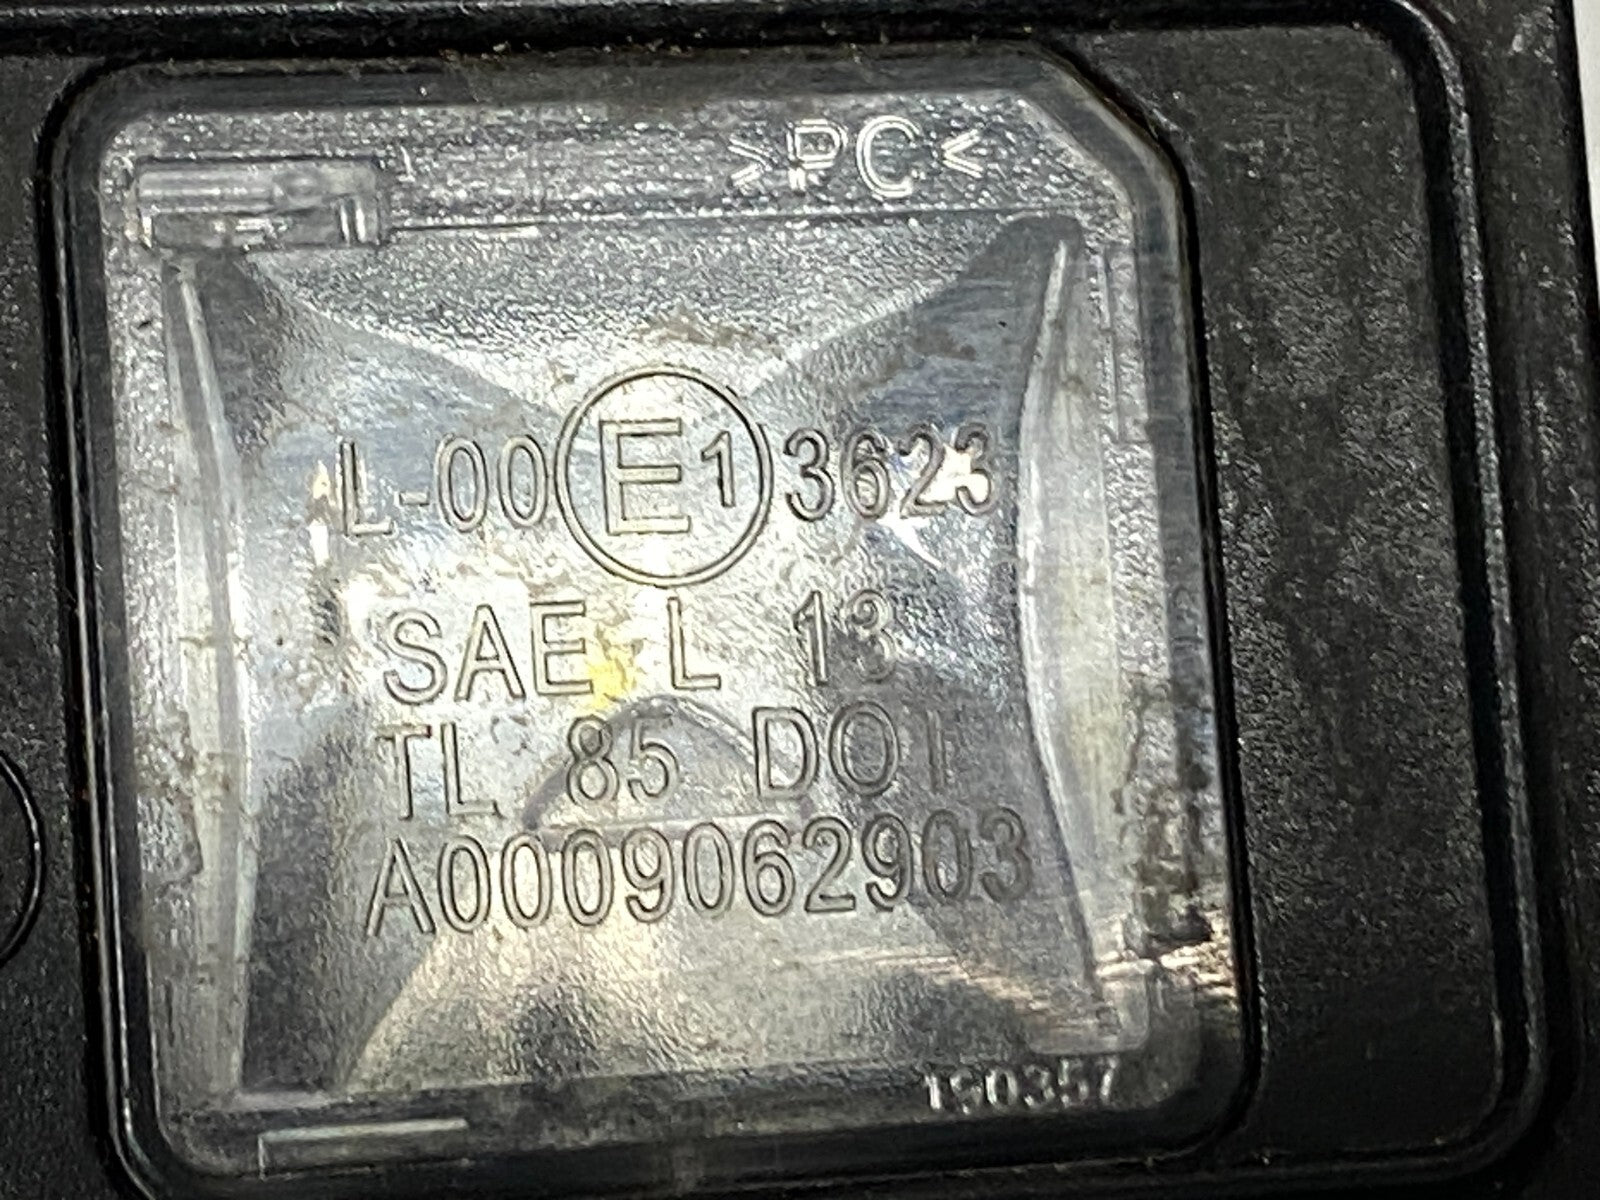 >PC<
L-00 E1 3623
SAE L 13
TL 85 DOT
A0009062903
190357